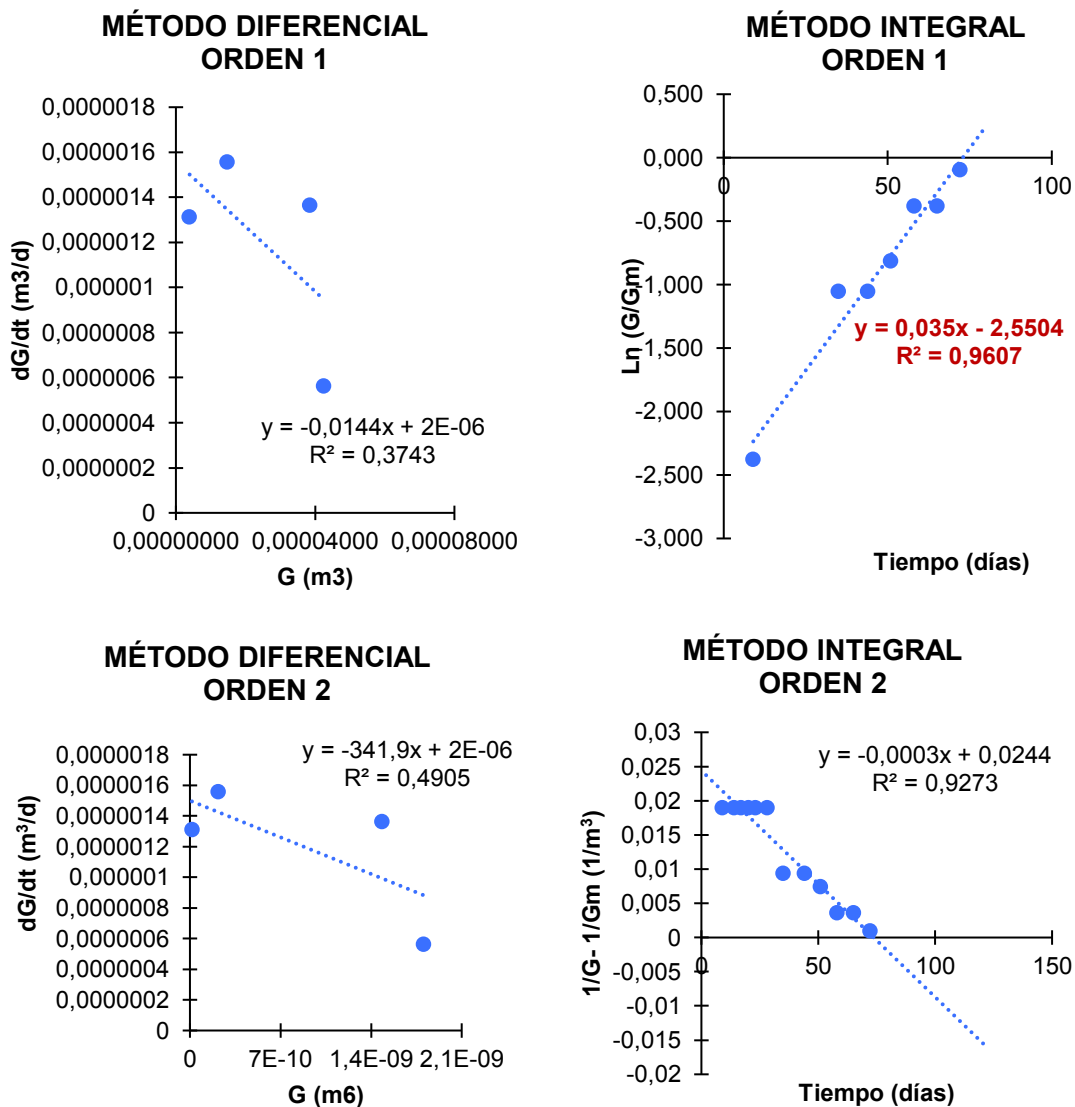 MÉTODO DIFERENCIAL
ORDEN 1
0,0000018
0,0000016
0,0000014
0,0000012
0,000001
0,0000008
0,0000006
0,0000004
0,0000002
0
dG/dt (m3/d)
y = -0,0144x + 2E-06
R² = 0,3743
0,00000000 0,00004000 0,00008000
G (m3)
MÉTODO INTEGRAL
ORDEN 1
0,500
0,000
-0,500
-1,000
-1,500
-2,000
-2,500
-3,000
0 50 100
Ln (G/Gm)
y = 0,035x - 2,5504
R² = 0,9607
Tiempo (días)
MÉTODO DIFERENCIAL
ORDEN 2
0,0000018
0,0000016
0,0000014
0,0000012
0,000001
0,0000008
0,0000006
0,0000004
0,0000002
0
dG/dt (m³/d)
y = -341,9x + 2E-06
R² = 0,4905
0 7E-10 1,4E-09 2,1E-09
G (m6)
MÉTODO INTEGRAL
ORDEN 2
0,03
0,025
0,02
0,015
0,01
0,005
0
-0,005
-0,01
-0,015
-0,02
1/G- 1/Gm (1/m³)
y = -0,0003x + 0,0244
R² = 0,9273
0 50 100 150
Tiempo (días)